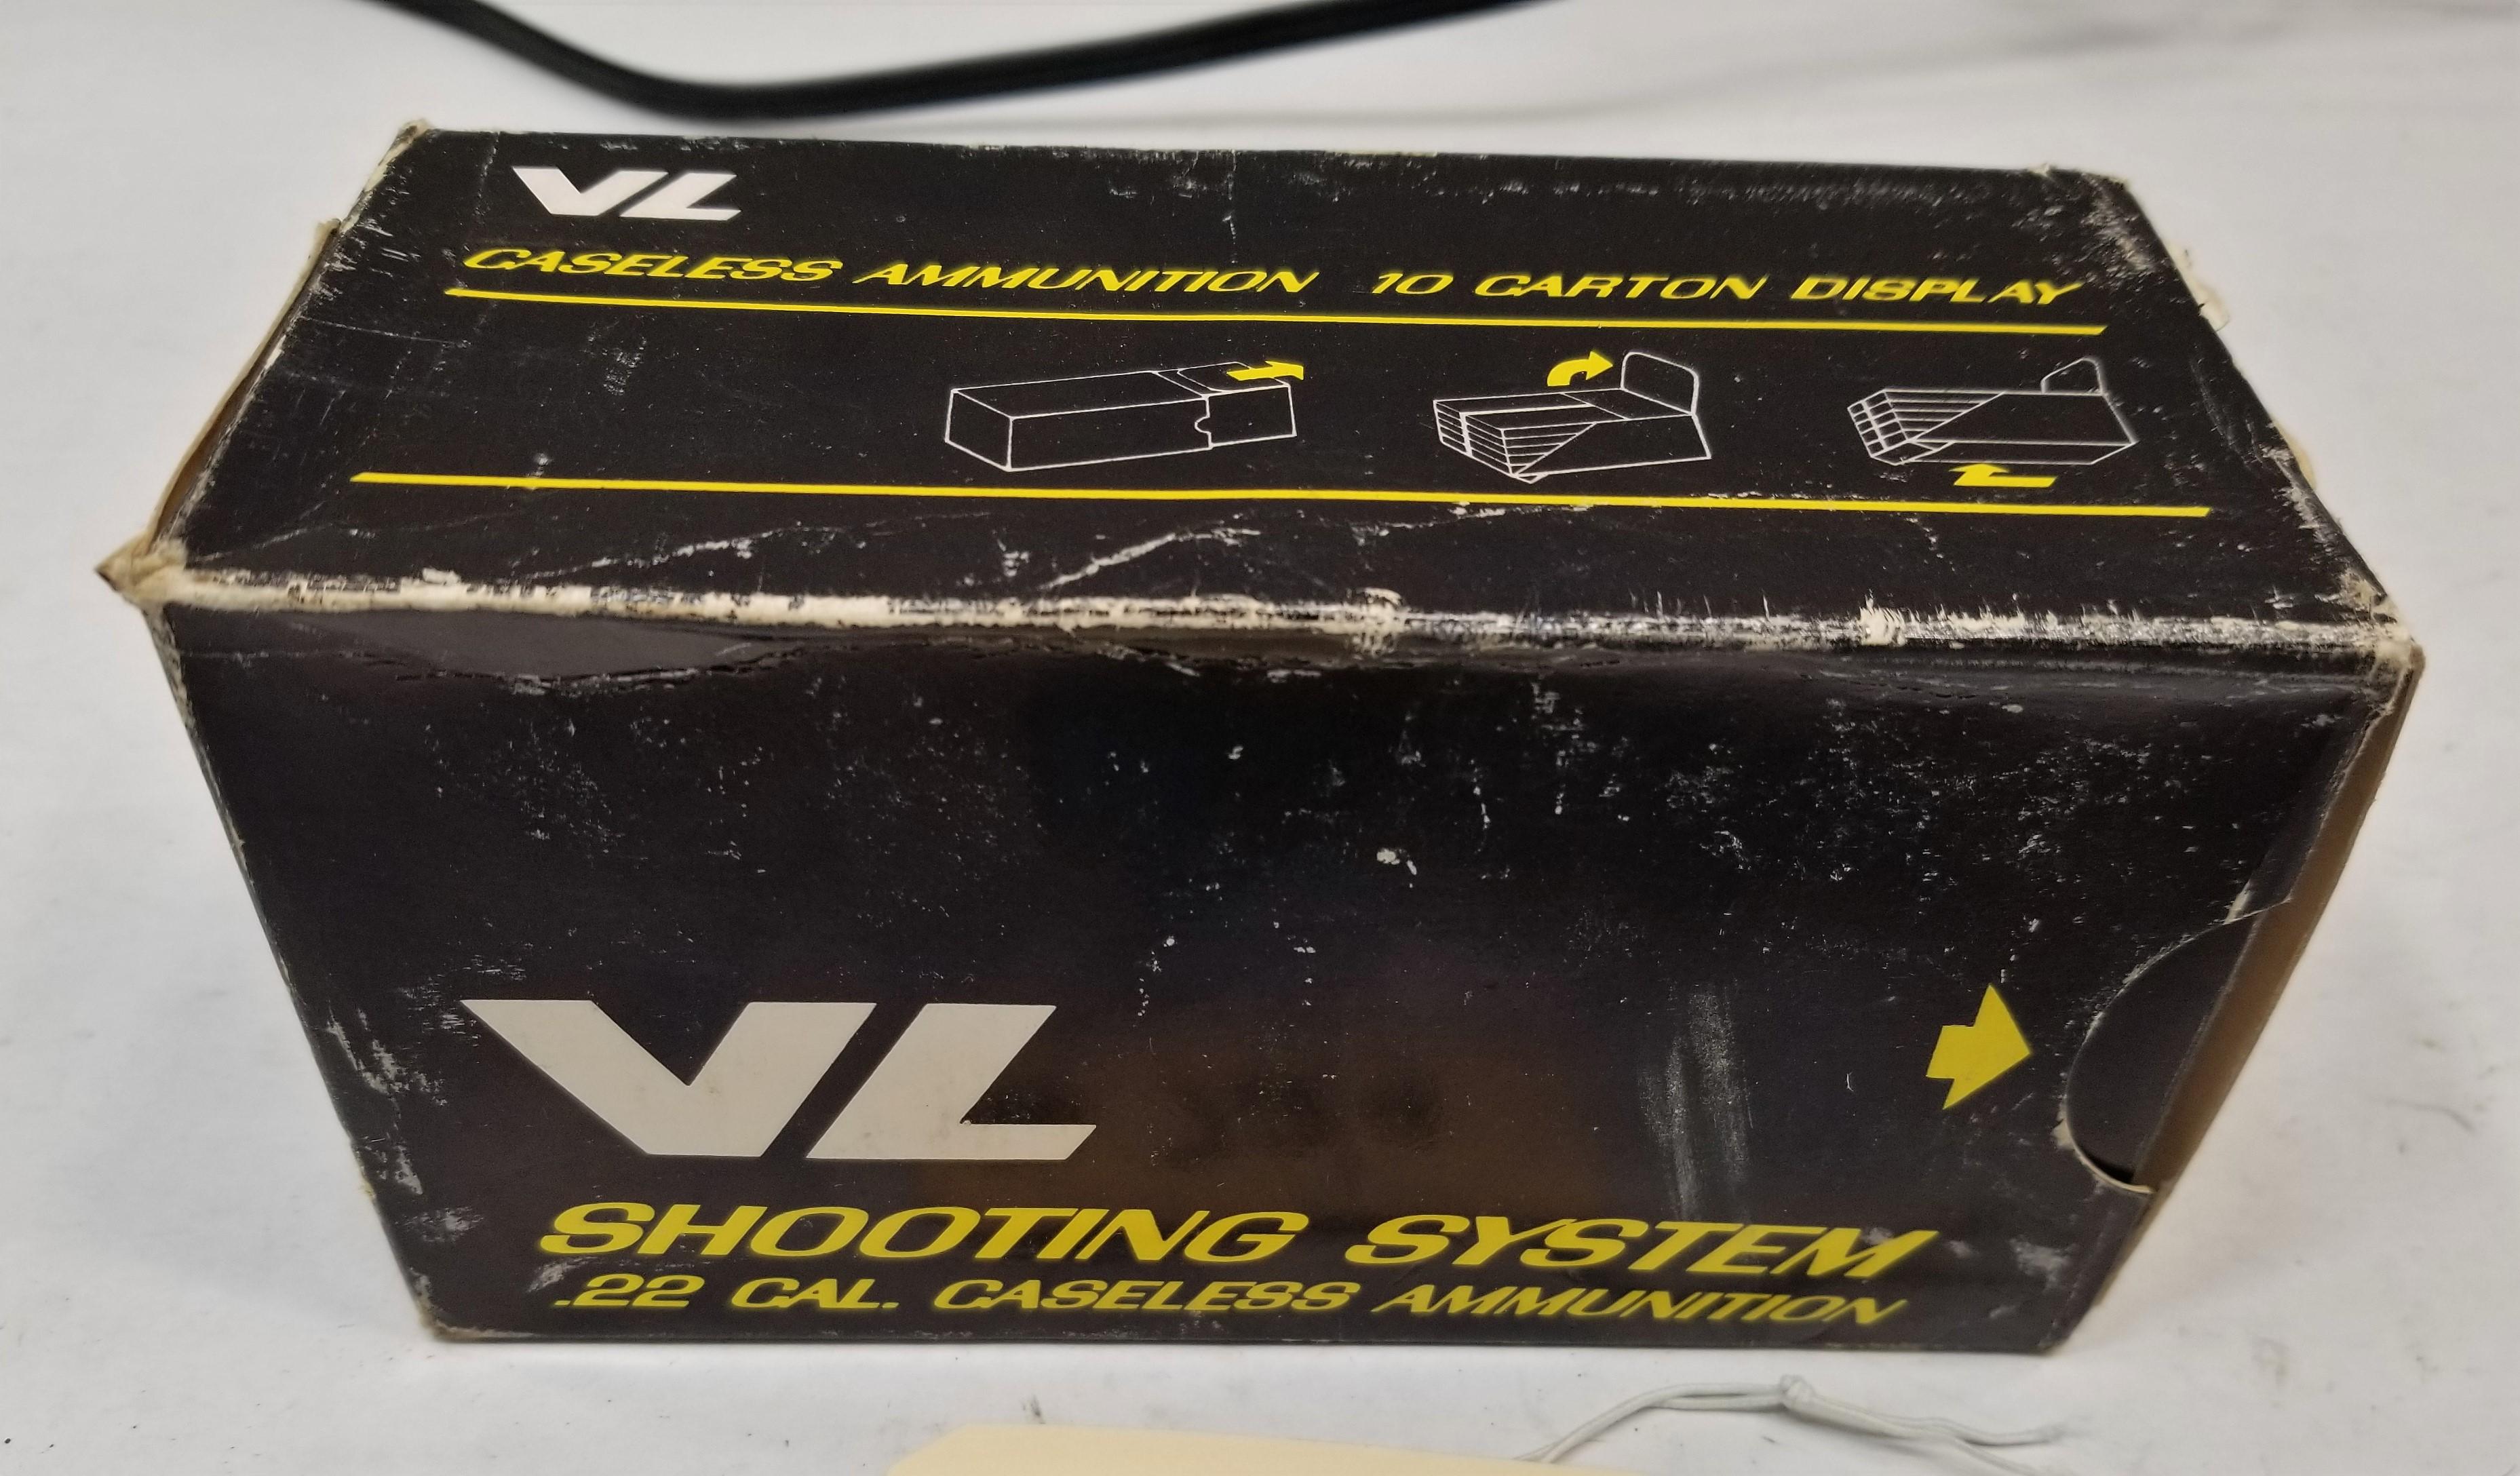 VL
CASELESS AMMUNITION 10 CARTON DISPLAY
VL
SHOOTING SYSTEM
.22 CAL. CASELESS AMMUNITION